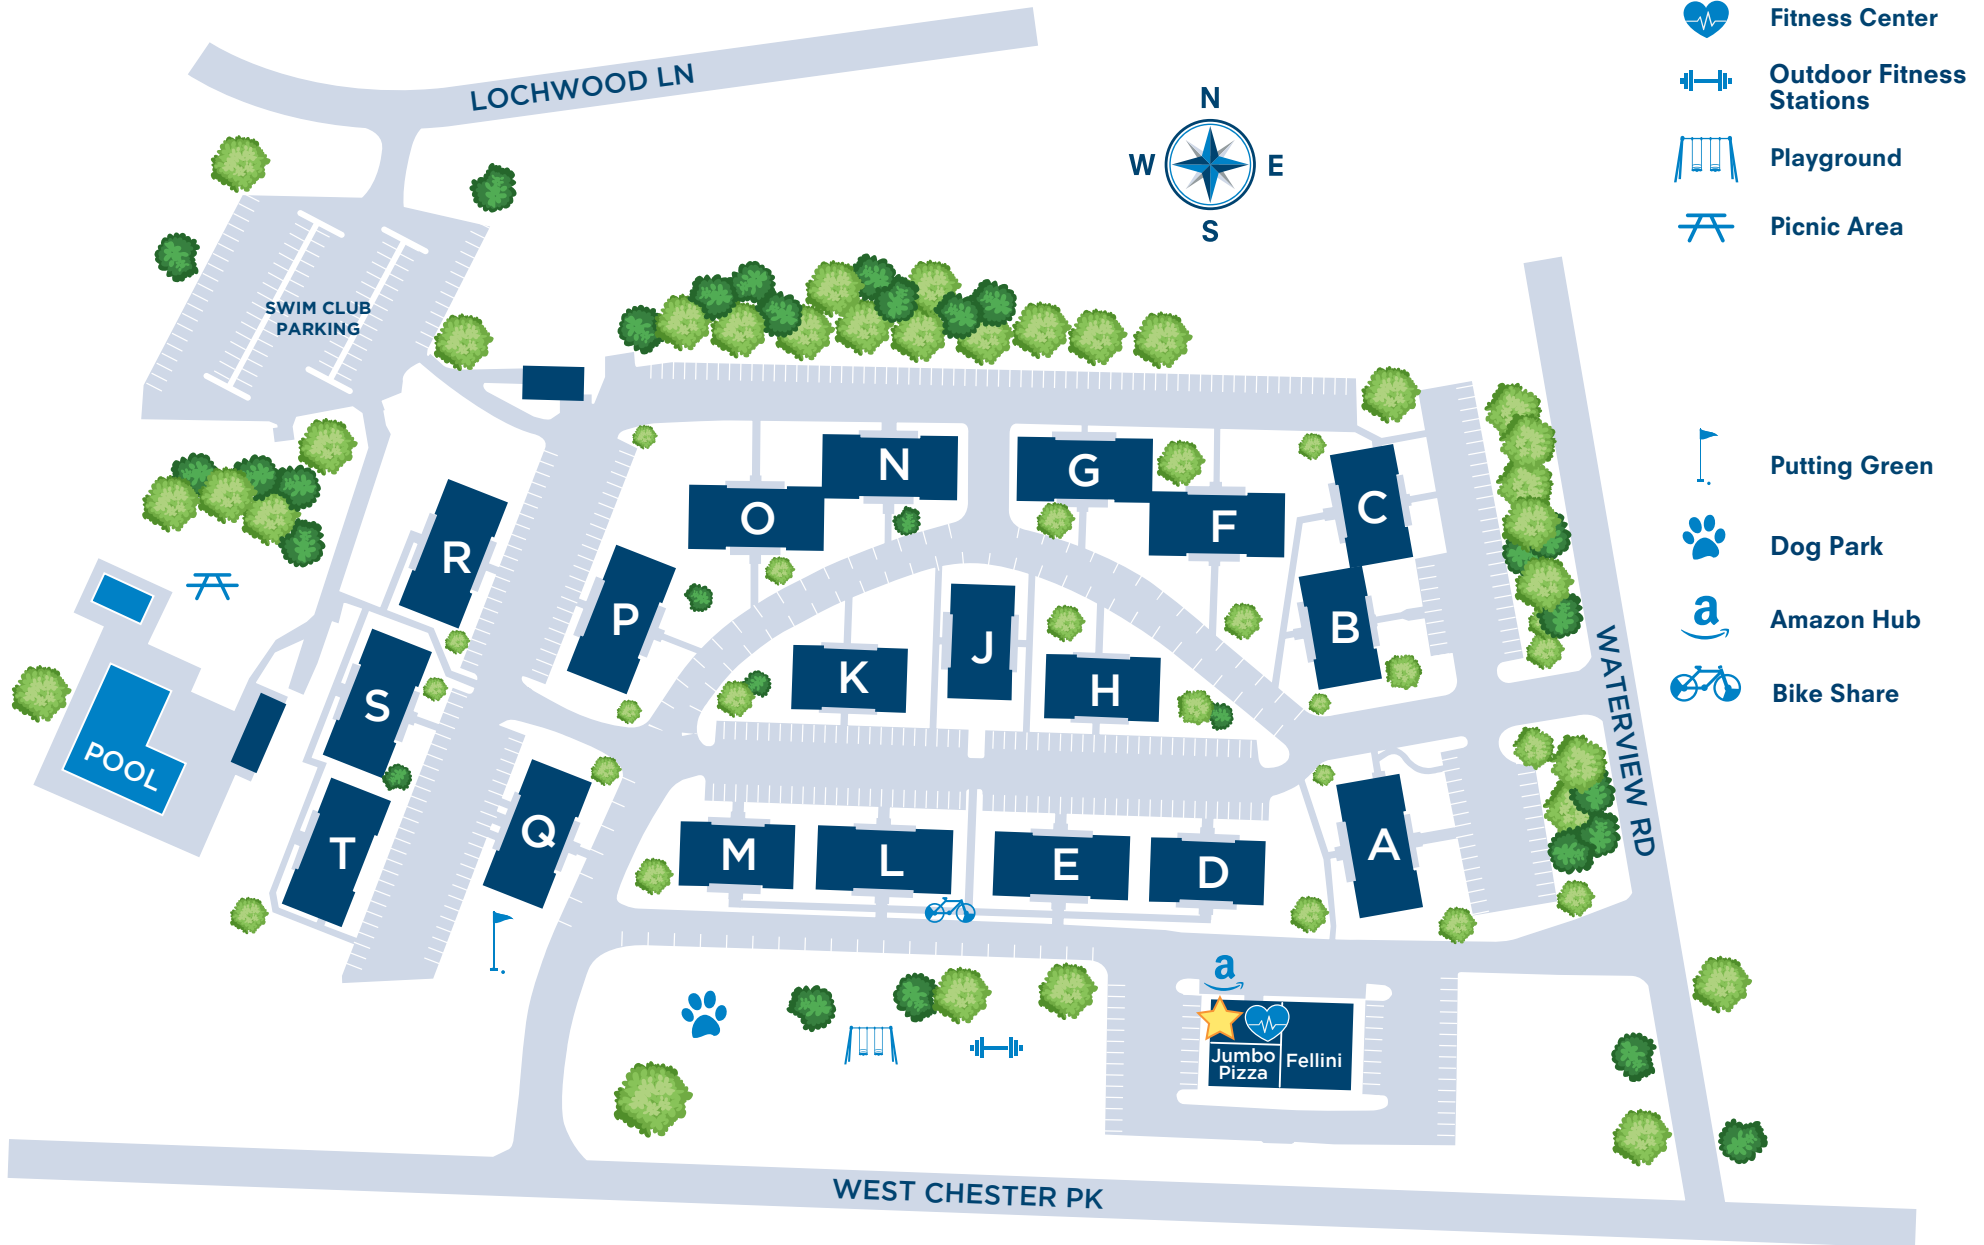 Fitness Center
Outdoor Fitness
Stations
Playground
Picnic Area
Putting Green
Dog Park
a
Amazon Hub
Bike Share
LOCHWOOD LN
N
W
E
S
SWIM CLUB
PARKING
N
G
O
F
C
R
P
B
J
K
H
S
POOL
T
Q
M
L
E
D
A
WATERVIEW RD
a
Jumbo
Pizza
Fellini
WEST CHESTER PK